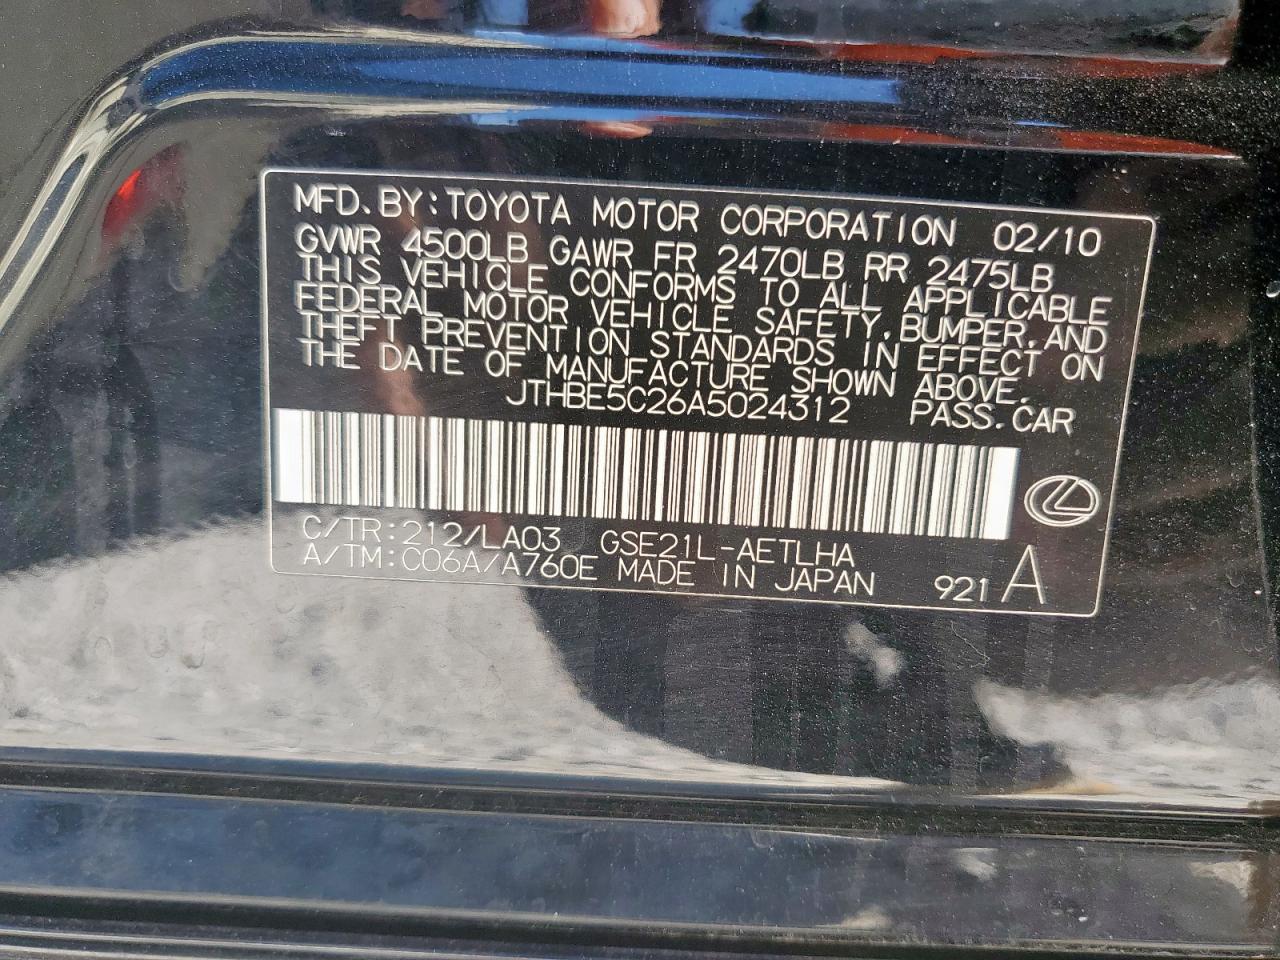 MFD. BY: TOYOTA MOTOR CORPORATION 02/10
GVWR 4500LB GAWR FR 2470LB RR 2475LB
THIS VEHICLE CONFORMS TO ALL APPLICABLE
FEDERAL MOTOR VEHICLE SAFETY, BUMPER, AND
THEFT PREVENTION STANDARDS IN EFFECT ON
THE DATE OF MANUFACTURE SHOWN ABOVE.
JTHBE5C26A5024312 PASS. CAR
C/TR: 212/LA03 GSE21L-AETLHA
A/TM: C06A/A760E MADE IN JAPAN 921 A